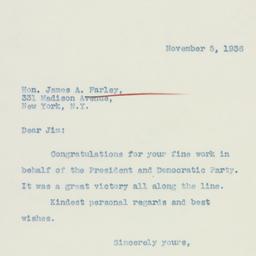 November 5, 1936
Hon. James A. Farley,
331 Madison Avenue,
New York, N.Y.
Dear Jim:
Congratulations for your fine work in
behalf of the President and Democratic Party.
It was a great victory all along the line.
Kindest personal regards and best
wishes.
Sincerely yours,